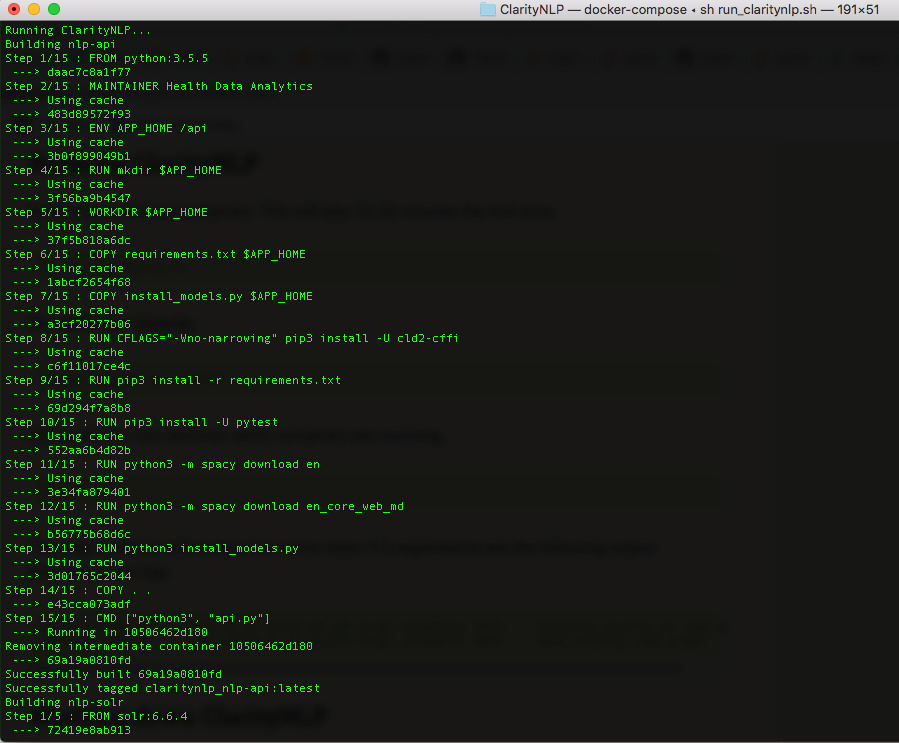 ClarityNLP — docker-compose ◂ sh run_claritynlp.sh — 191×51
Running ClarityNLP...
Building nlp-api
Step 1/15 : FROM python:3.5.5
 ---> daac7c8a1f77
Step 2/15 : MAINTAINER Health Data Analytics
 ---> Using cache
 ---> 483d89572f93
Step 3/15 : ENV APP_HOME /api
 ---> Using cache
 ---> 3b0f899049b1
Step 4/15 : RUN mkdir $APP_HOME
 ---> Using cache
 ---> 3f56ba9b4547
Step 5/15 : WORKDIR $APP_HOME
 ---> Using cache
 ---> 37f5b818a6dc
Step 6/15 : COPY requirements.txt $APP_HOME
 ---> Using cache
 ---> 1abcf2654f68
Step 7/15 : COPY install_models.py $APP_HOME
 ---> Using cache
 ---> a3cf20277b06
Step 8/15 : RUN CFLAGS="-Wno-narrowing" pip3 install -U cld2-cffi
 ---> Using cache
 ---> c6f11017ce4c
Step 9/15 : RUN pip3 install -r requirements.txt
 ---> Using cache
 ---> 69d294f7a8b8
Step 10/15 : RUN pip3 install -U pytest
 ---> Using cache
 ---> 552aa6b4d82b
Step 11/15 : RUN python3 -m spacy download en
 ---> Using cache
 ---> 3e34fa879401
Step 12/15 : RUN python3 -m spacy download en_core_web_md
 ---> Using cache
 ---> b56775b68d6c
Step 13/15 : RUN python3 install_models.py
 ---> Using cache
 ---> 3d01765c2044
Step 14/15 : COPY . .
 ---> e43cca073adf
Step 15/15 : CMD ["python3", "api.py"]
 ---> Running in 10506462d180
Removing intermediate container 10506462d180
 ---> 69a19a0810fd
Successfully built 69a19a0810fd
Successfully tagged claritynlp_nlp-api:latest
Building nlp-solr
Step 1/5 : FROM solr:6.6.4
 ---> 72419e8ab913